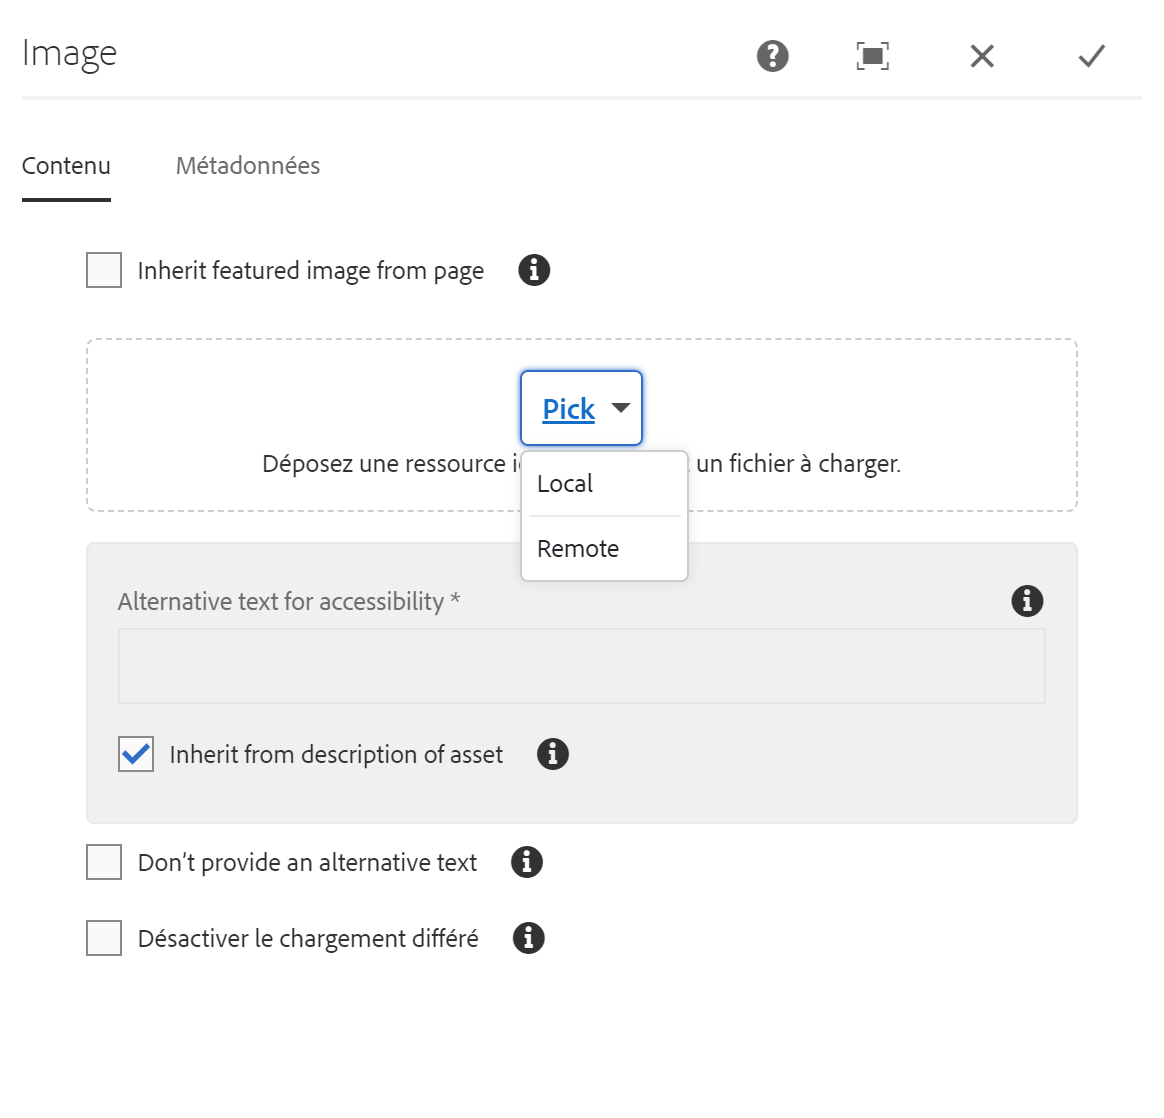 Image
Contenu Métadonnées
Inherit featured image from page
Pick
Déposez une ressource un fichier à charger.
Local
Remote
Alternative text for accessibility *
Inherit from description of asset
Don't provide an alternative text
Désactiver le chargement différé